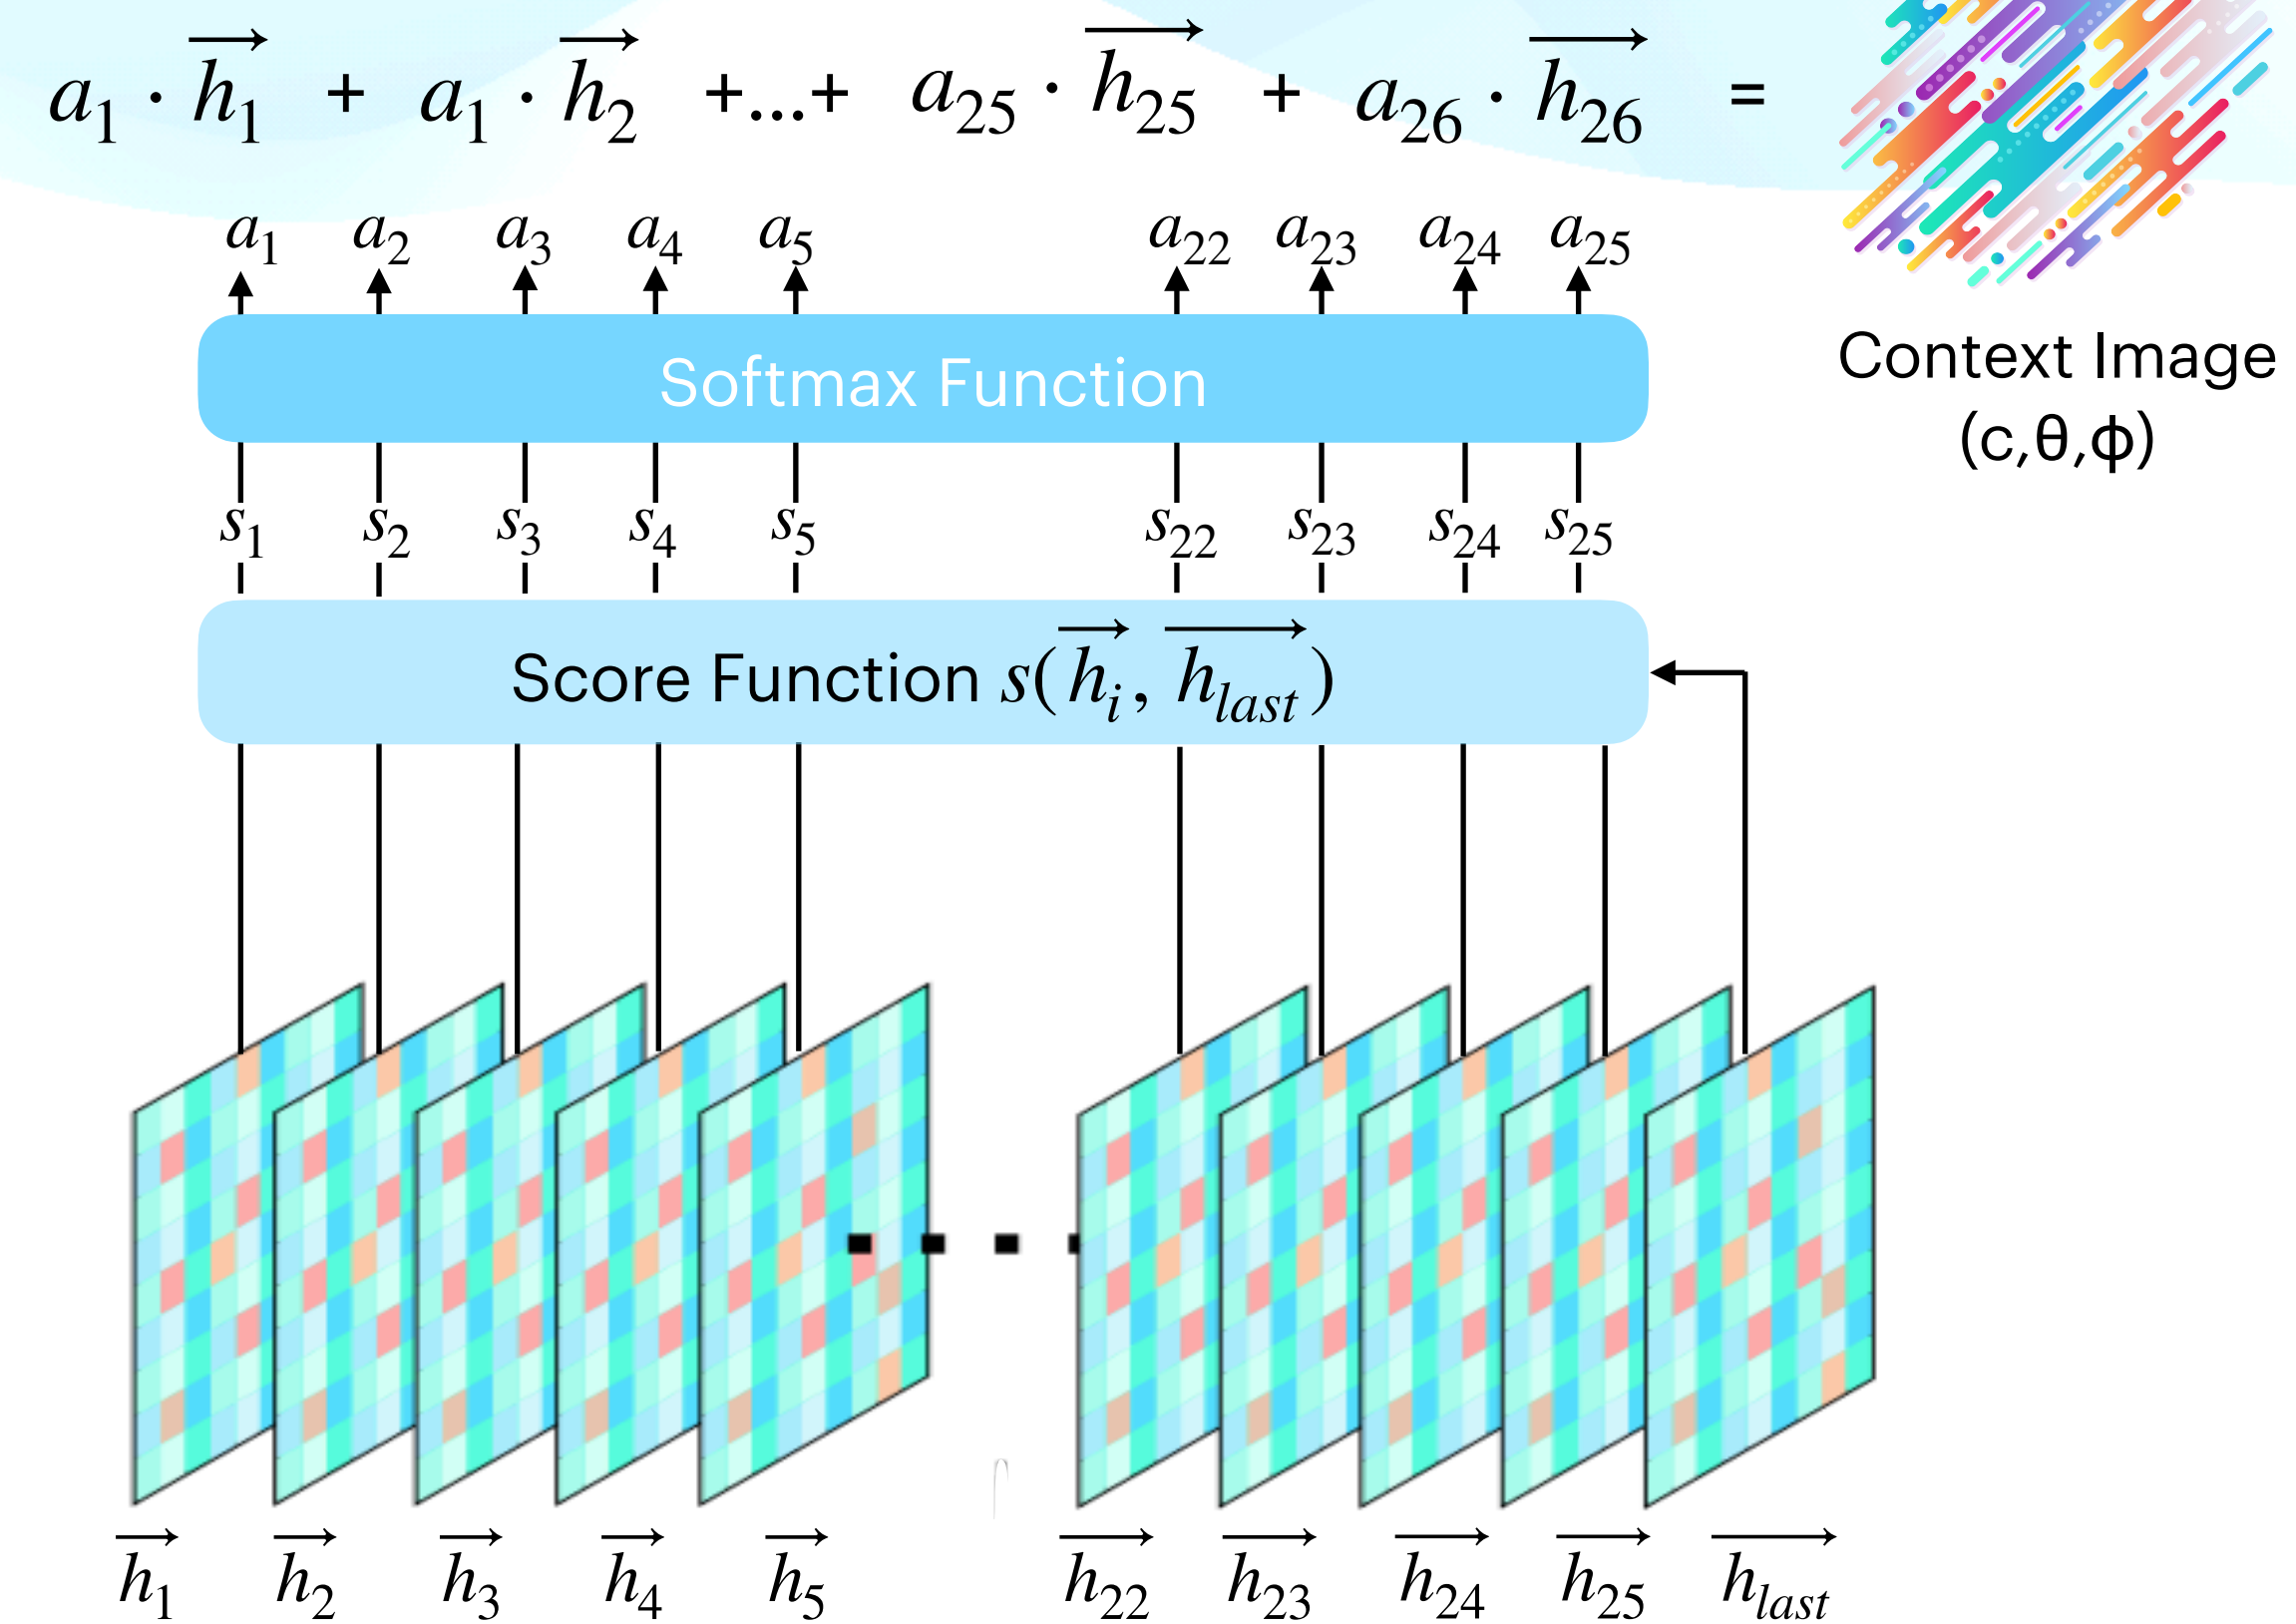 a₁ · h₁ + a₁ · h₂ +...+ a₂₅ · h₂₅ + a₂₆ · h₂₆ =
a₁ a₂ a₃ a₄ a₅ a₂₂ a₂₃ a₂₄ a₂₅
Softmax Function
Context Image
(c,θ,ϕ)
s₁ s₂ s₃ s₄ s₅ s₂₂ s₂₃ s₂₄ s₂₅
Score Function s(hᵢ, h_last)
h₁ h₂ h₃ h₄ h₅ h₂₂ h₂₃ h₂₄ h₂₅ h_last